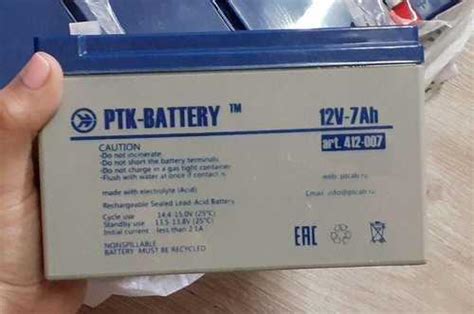 PTK-BATTERY ™
12V-7Ah
art. 412-007
CAUTION
-Do not incinerate
-Do not short the battery terminals
-Do not charge in a gas tight container
-Flush with water at once if contact
made with electrolyte (Acid)
Rechargeable Sealed Lead-Acid Battery
Cycle use 14.4-15.0V (25°C)
Standby use 13.5-13.8V (25°C)
Initial current less than 2.1A
NONSPILLABLE
BATTERY MUST BE RECYCLED
EAC